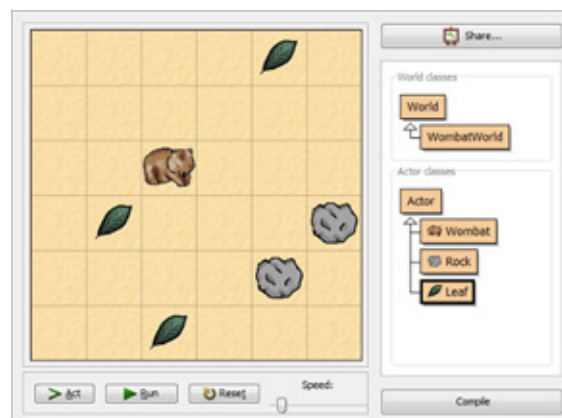 Share...
World classes
World
WombatWorld
Actor classes
Actor
Wombat
Rock
Leaf
Act
Run
Reset
Speed:
Compile